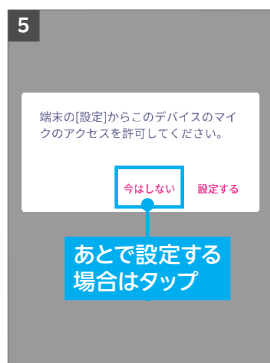 5
端末の[設定]からこのデバイスのマイ
クのアクセスを許可してください。
今はしない 設定する
あとで設定する
場合はタップ